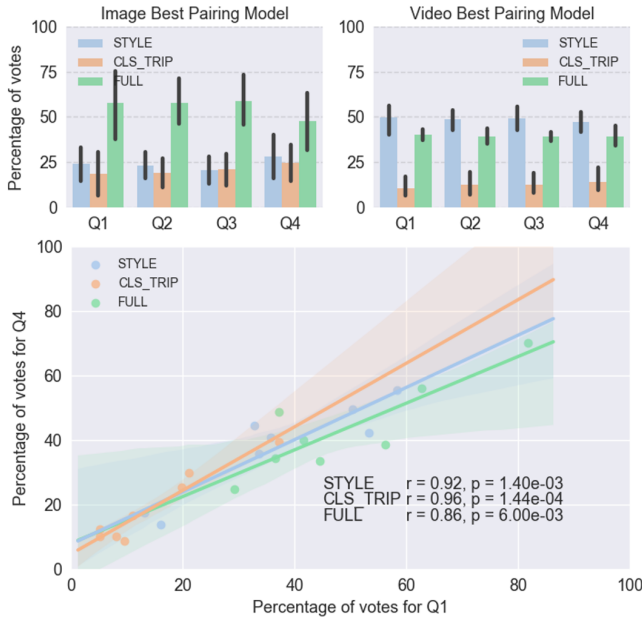 Image Best Pairing Model
Video Best Pairing Model
Percentage of votes
100
75
50
25
0
STYLE
CLS_TRIP
FULL
Q1
Q2
Q3
Q4
100
75
50
25
0
STYLE
CLS_TRIP
FULL
Q1
Q2
Q3
Q4
Percentage of votes for Q4
100
80
60
40
20
0
STYLE
CLS_TRIP
FULL
STYLE r = 0.92, p = 1.40e-03
CLS_TRIP r = 0.96, p = 1.44e-04
FULL r = 0.86, p = 6.00e-03
0
20
40
60
80
100
Percentage of votes for Q1